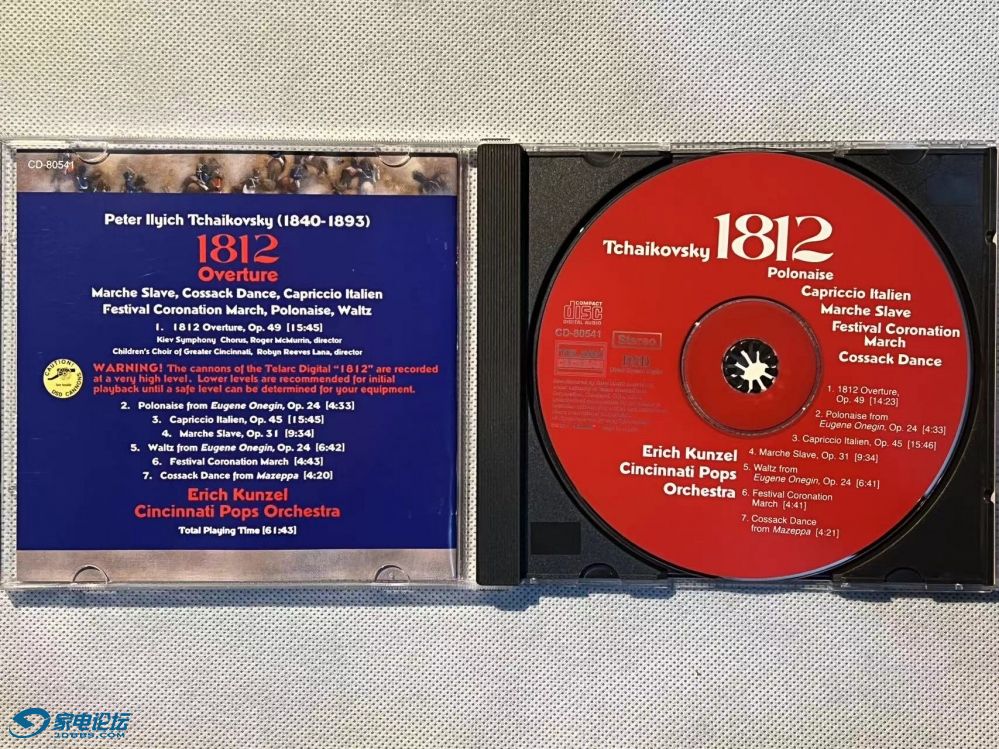 CD-80541
Peter Ilyich Tchaikovsky (1840-1893)
1812
Overture
Marche Slave, Cossack Dance, Capriccio Italien
Festival Coronation March, Polonaise, Waltz
1. 1812 Overture, Op. 49 [15:45]
Kiev Symphony Chorus, Roger McMurrin, director
Children's Choir of Greater Cincinnati, Robyn Reeves Lana, director
WARNING! The cannons of the Telarc Digital "1812" are recorded
at a very high level. Lower levels are recommended for initial
playback until a safe level can be determined for your equipment.
CAUTION!
DSD CANNONS
2. Polonaise from Eugene Onegin, Op. 24 [4:33]
3. Capriccio Italien, Op. 45 [15:45]
4. Marche Slave, Op. 31 [9:34]
5. Waltz from Eugene Onegin, Op. 24 [6:42]
6. Festival Coronation March [4:43]
7. Cossack Dance from Mazeppa [4:20]
Erich Kunzel
Cincinnati Pops Orchestra
Total Playing Time [61:43]
Tchaikovsky 1812
Polonaise
Capriccio Italien
Marche Slave
Festival Coronation
March
Cossack Dance
COMPACT
disc
DIGITAL AUDIO
CD-80541
Stereo
DSD
1. 1812 Overture,
Op. 49 [14:23]
2. Polonaise from
Eugene Onegin, Op. 24 [4:33]
3. Capriccio Italien, Op. 45 [15:46]
4. Marche Slave, Op. 31 [9:34]
5. Waltz from
Eugene Onegin, Op. 24 [6:41]
6. Festival Coronation
March [4:41]
7. Cossack Dance
from Mazeppa [4:21]
Erich Kunzel
Cincinnati Pops
Orchestra
家电论坛
JDBBS.COM